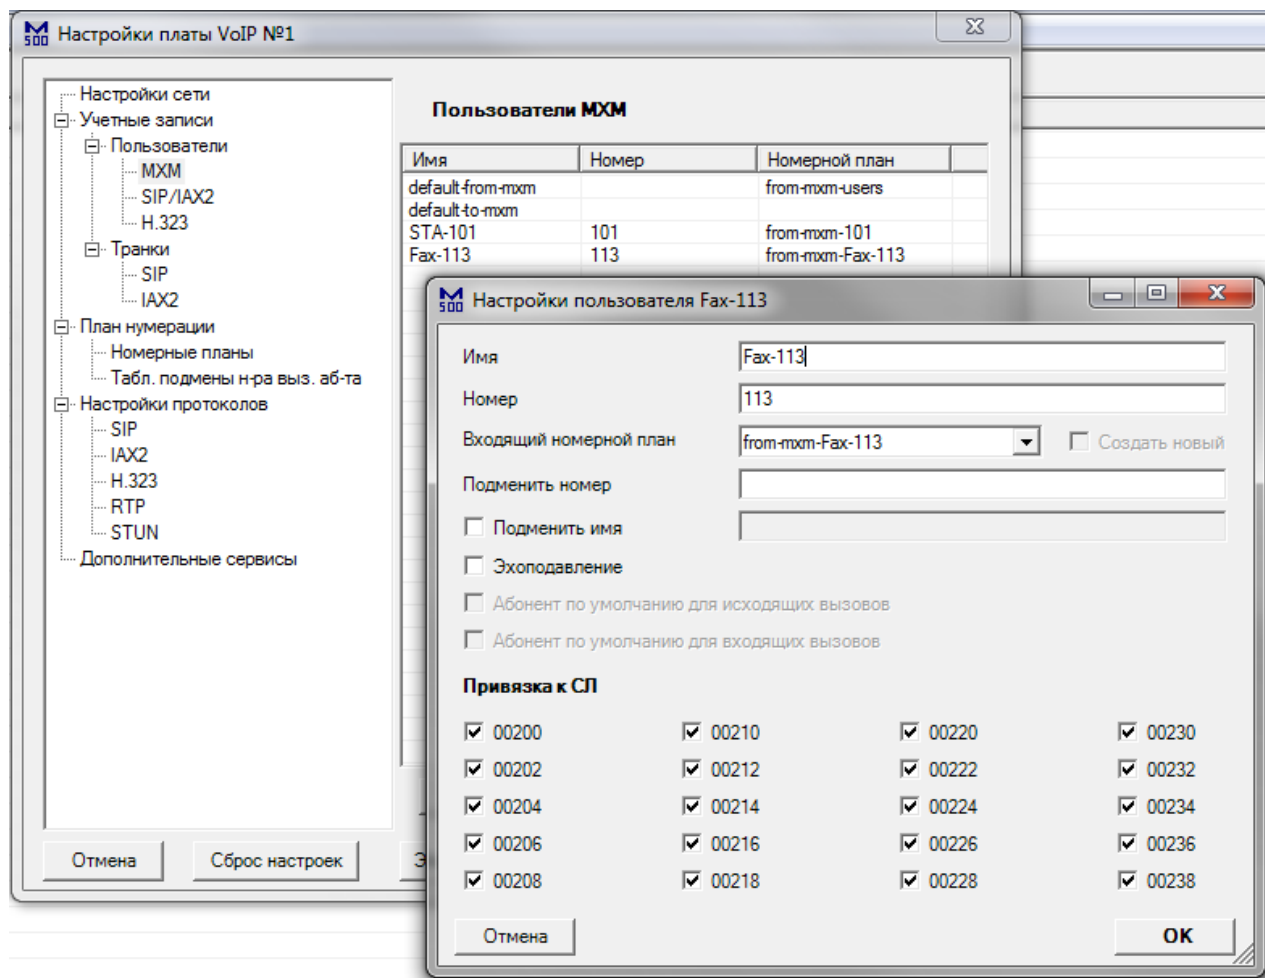 M 500 Настройки платы VoIP №1
Настройки сети
Учетные записи
Пользователи
MXM
SIP/IAX2
H.323
Транки
SIP
IAX2
План нумерации
Номерные планы
Табл. подмены н-ра выз. аб-та
Настройки протоколов
SIP
IAX2
H.323
RTP
STUN
Дополнительные сервисы
Отмена Сброс настроек Э
Пользователи MXM
Имя Номер Номерной план
default-from-mxm from-mxm-users
default-to-mxm
STA-101 101 from-mxm-101
Fax-113 113 from-mxm-Fax-113
M 500 Настройки пользователя Fax-113
Имя Fax-113
Номер 113
Входящий номерной план from-mxm-Fax-113 Создать новый
Подменить номер
Подменить имя
Эхоподавление
Абонент по умолчанию для исходящих вызовов
Абонент по умолчанию для входящих вызовов
Привязка к СЛ
00200 00210 00220 00230
00202 00212 00222 00232
00204 00214 00224 00234
00206 00216 00226 00236
00208 00218 00228 00238
Отмена OK